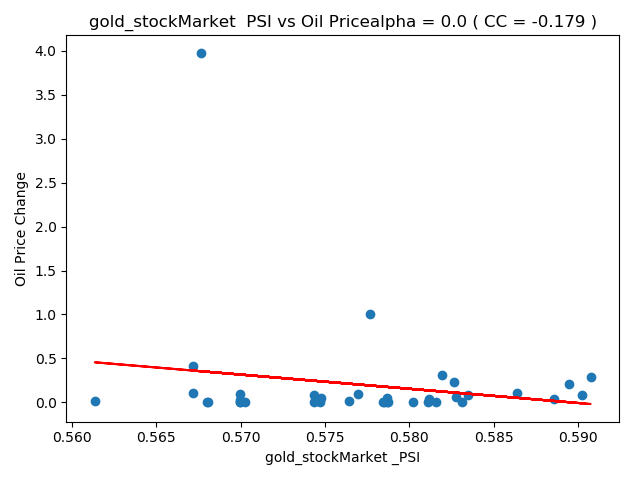 gold_stockMarket  PSI vs Oil Pricealpha = 0.0 ( CC = -0.179 )
4.0
3.5
3.0
2.5
2.0
1.5
1.0
0.5
0.0
Oil Price Change
0.560 0.565 0.570 0.575 0.580 0.585 0.590
gold_stockMarket _PSI